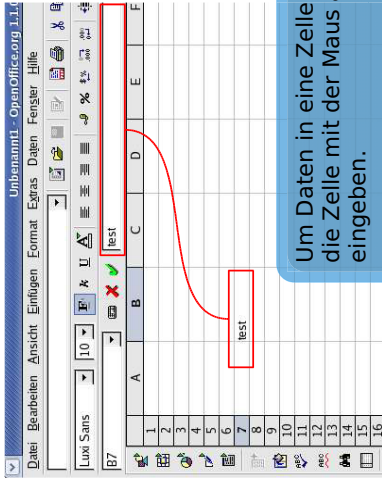 Unbenannt1 - OpenOffice.org 1.1.
Datei Bearbeiten Ansicht Einfügen Format Extras Daten Fenster Hilfe
Luxi Sans 10 F k U A
B7 test
A B C D E F
1
2
3
4
5
6
7 test
8
9
10
11
12
13
14
15
16
Um Daten in eine Zelle
die Zelle mit der Maus
eingeben.